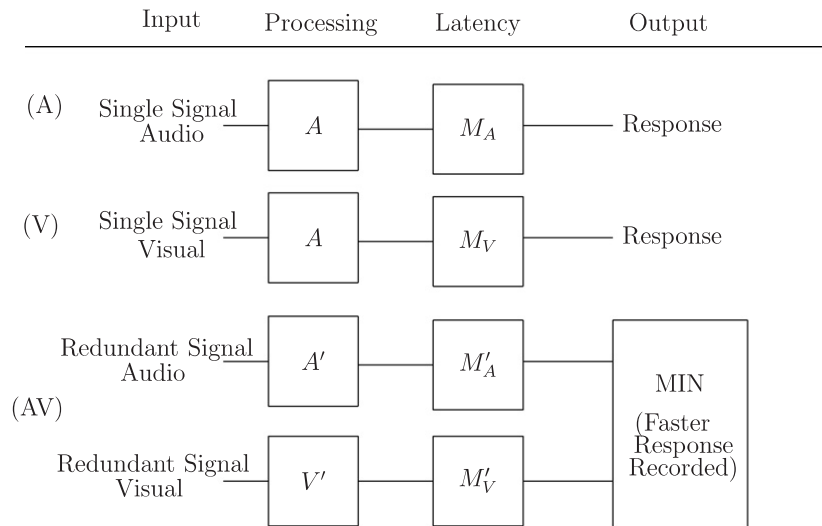 Input Processing Latency Output
(A) Single Signal Audio A M_A Response
(V) Single Signal Visual A M_V Response
(AV)
Redundant Signal Audio A′ M′_A
Redundant Signal Visual V′ M′_V
MIN
(Faster
Response
Recorded)